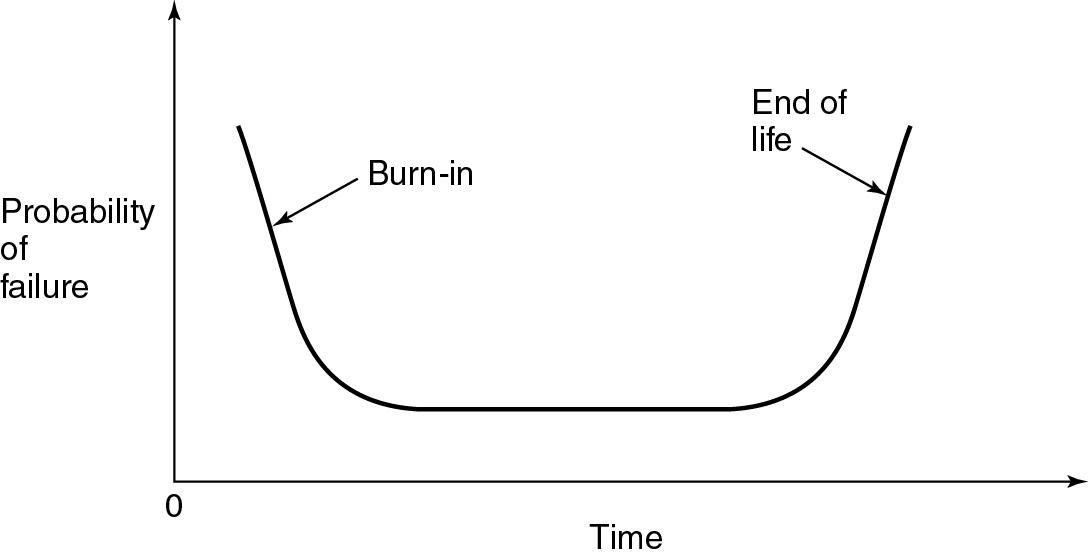 End of
life
Burn-in
Probability
of
failure
0
Time